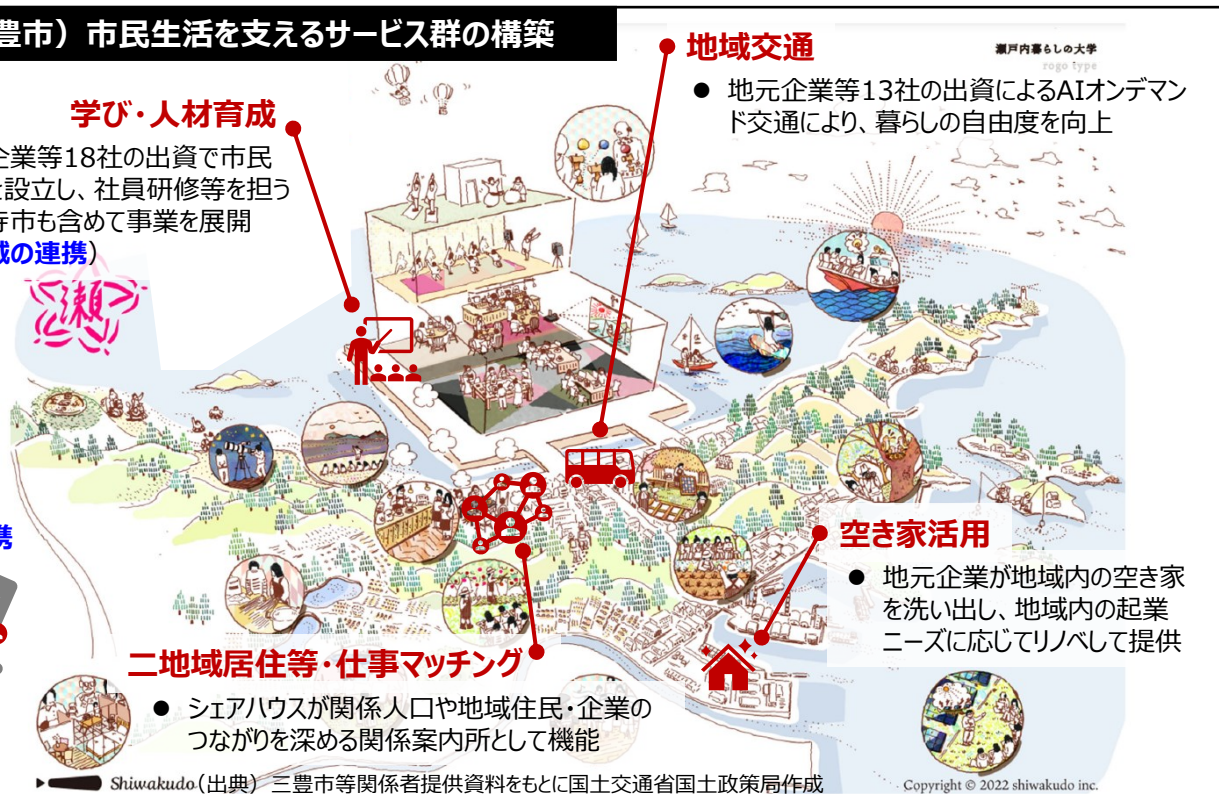 豊市）市民生活を支えるサービス群の構築
地域交通
● 地元企業等13社の出資によるAIオンデマン
ド交通により、暮らしの自由度を向上
瀬戸内暮らしの大学
rogo type
学び・人材育成
企業等18社の出資で市民
を設立し、社員研修等を担う
寺市も含めて事業を展開
域の連携）
瀬
携
空き家活用
● 地元企業が地域内の空き家
を洗い出し、地域内の起業
ニーズに応じてリノベして提供
二地域居住等・仕事マッチング
● シェアハウスが関係人口や地域住民・企業の
つながりを深める関係案内所として機能
Shiwakudo（出典）三豊市等関係者提供資料をもとに国土交通省国土政策局作成
Copyright © 2022 shiwakudo inc.